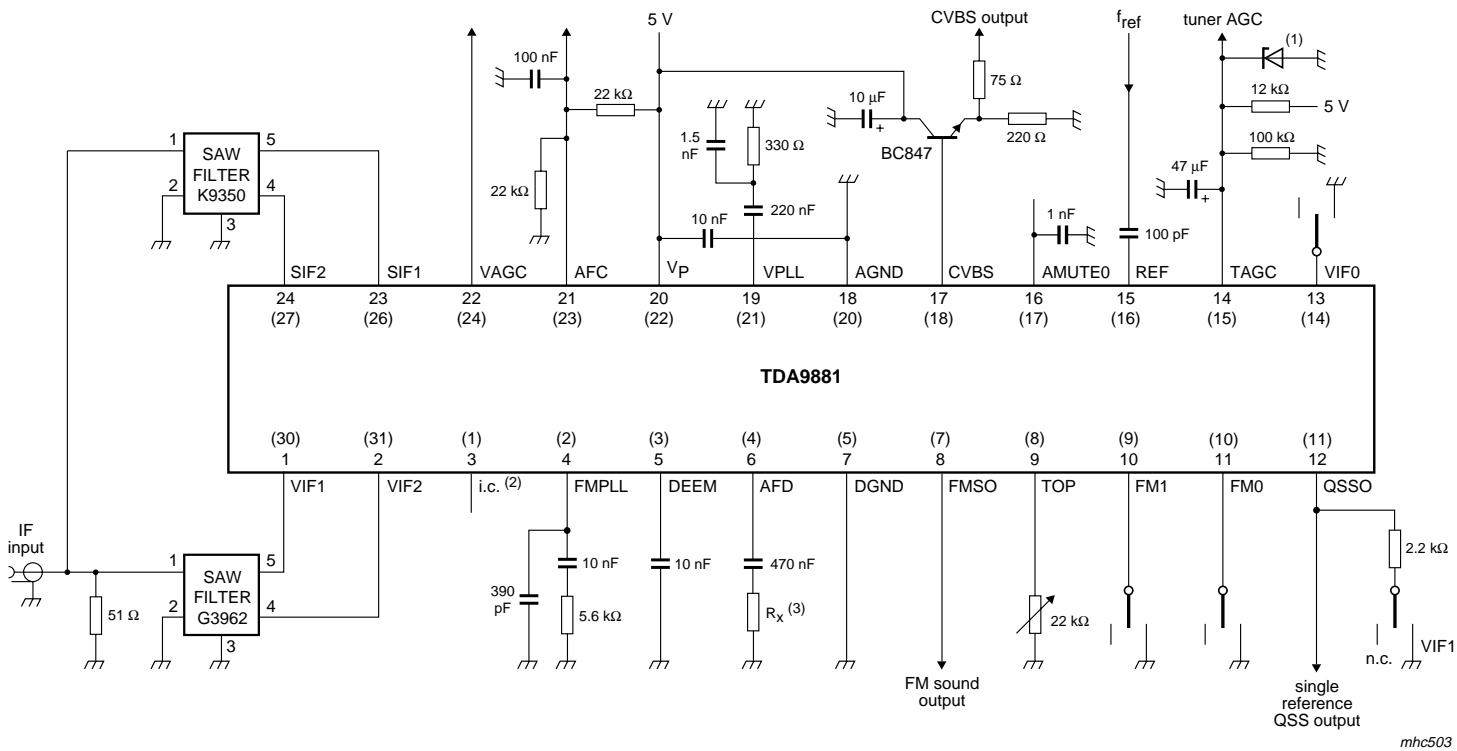 5 V
CVBS output
fref
tuner AGC
100 nF
(1)
75 Ω
22 kΩ
10 µF
+
12 kΩ
5 V
1.5
nF
330 Ω
BC847
220 Ω
100 kΩ
47 µF
+
1
5
SAW
FILTER
K9350
2
4
3
22 kΩ
220 nF
10 nF
1 nF
100 pF
SIF2
SIF1
VAGC
AFC
VP
VPLL
AGND
CVBS
AMUTE0
REF
TAGC
VIF0
24 23 22 21 20 19 18 17 16 15 14 13
(27) (26) (24) (23) (22) (21) (20) (18) (17) (16) (15) (14)
TDA9881
(30) (31) (1) (2) (3) (4) (5) (7) (8) (9) (10) (11)
1 2 3 4 5 6 7 8 9 10 11 12
VIF1
VIF2
i.c. (2)
FMPLL
DEEM
AFD
DGND
FMSO
TOP
FM1
FM0
QSSO
IF
input
1
5
SAW
FILTER
G3962
2
4
3
51 Ω
390
pF
10 nF
5.6 kΩ
10 nF
470 nF
Rx (3)
22 kΩ
2.2 kΩ
n.c.
VIF1
FM sound
output
single
reference
QSS output
mhc503